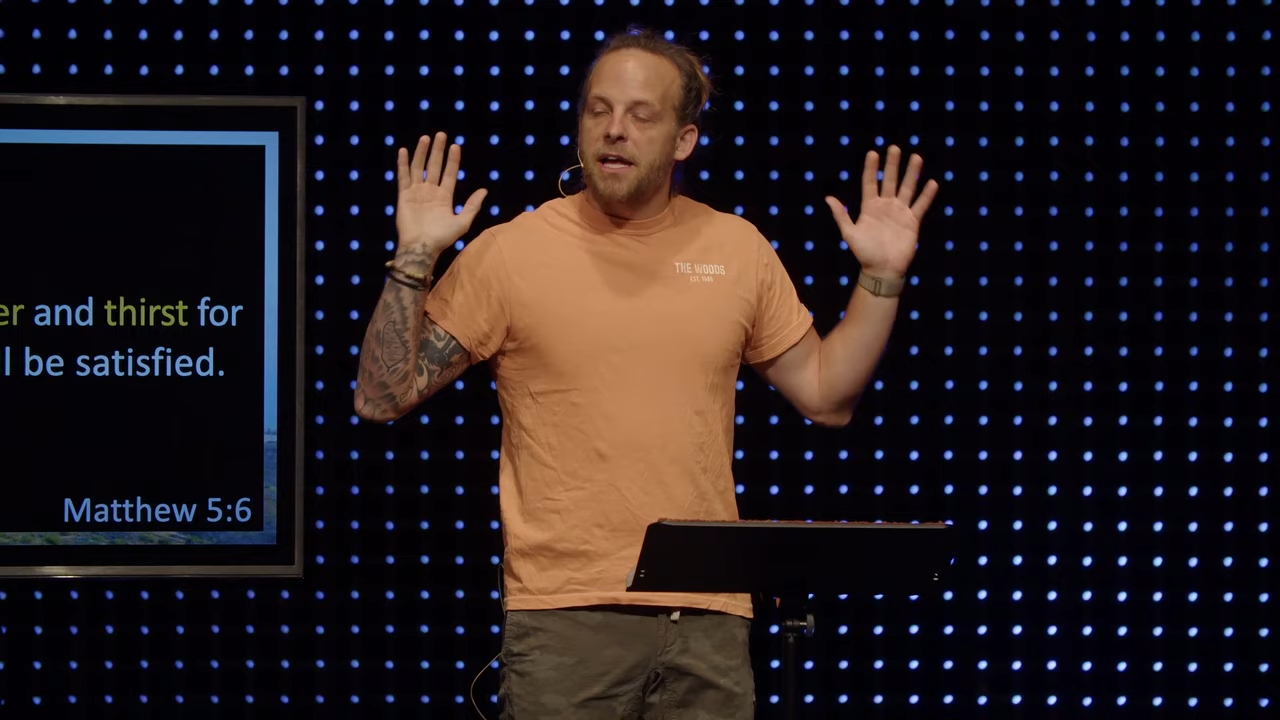 er and thirst for
l be satisfied.
Matthew 5:6
THE WOODS